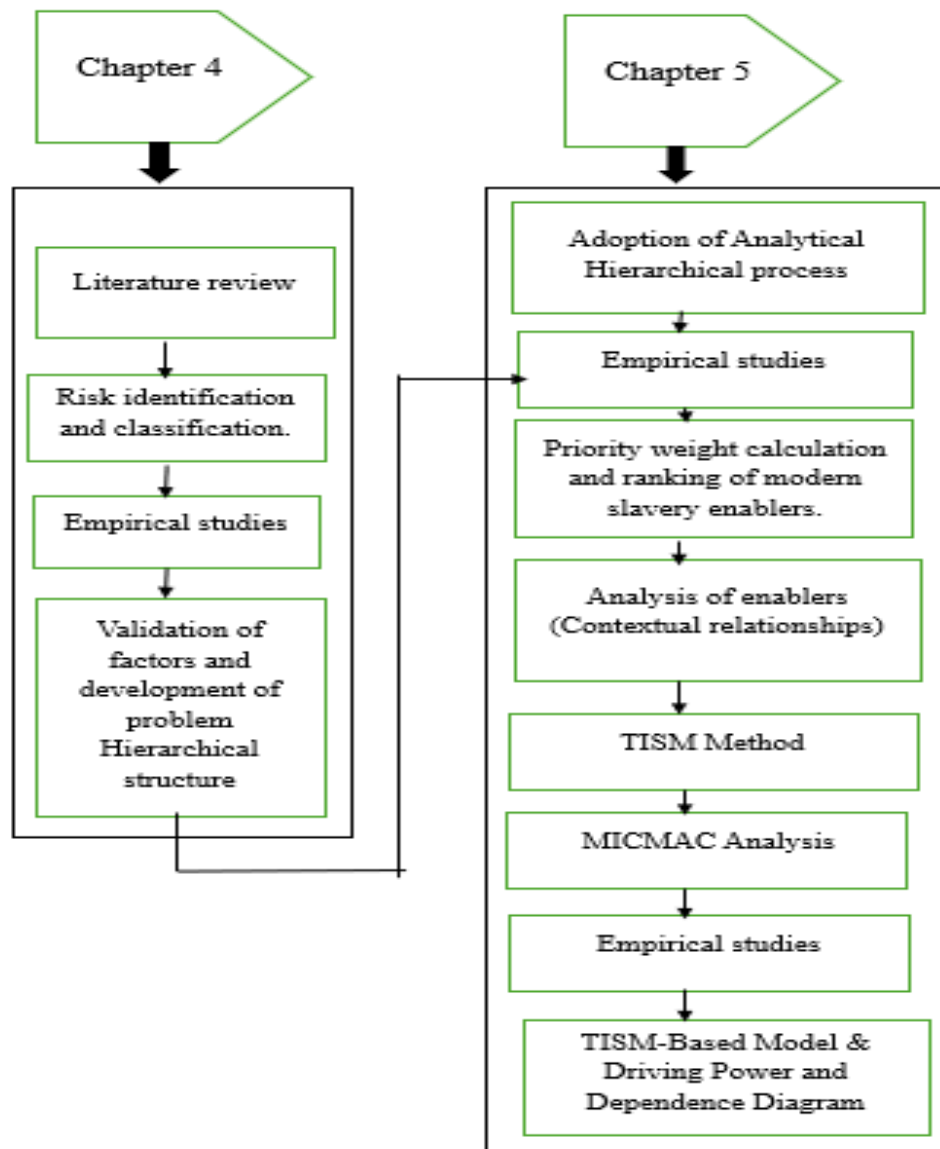 Chapter 4
Literature review
Risk identification
and classification.
Empirical studies
Validation of
factors and
development of
problem
Hierarchical
structure
Chapter 5
Adoption of Analytical
Hierarchical process
Empirical studies
Priority weight calculation
and ranking of modern
slavery enablers.
Analysis of enablers
(Contextual relationships)
TISM Method
MICMAC Analysis
Empirical studies
TISM-Based Model &
Driving Power and
Dependence Diagram